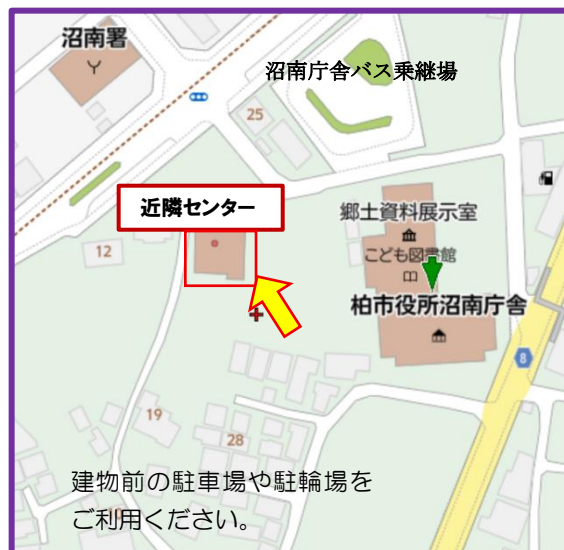 沼南署
沼南庁舎バス乗継場
25
近隣センター
郷土資料展示室
12
こども図書館
柏市役所沼南庁舎
8
19
28
建物前の駐車場や駐輪場を
ご利用ください。